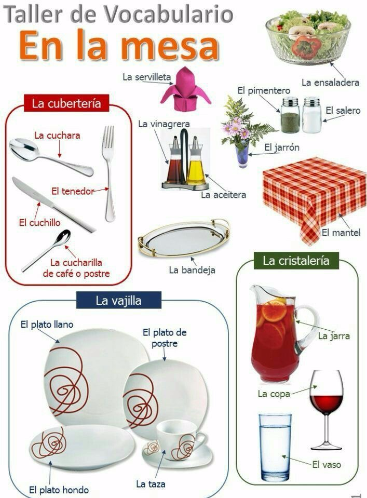 Taller de Vocabulario
En la mesa
La servilleta
La ensaladera
El pimentero
El salero
La vinagrera
El jarrón
La aceitera
El mantel
La bandeja
La cubertería
La cuchara
El tenedor
El cuchillo
La cucharilla
de café o postre
La cristalería
La jarra
La copa
El vaso
La vajilla
El plato llano
El plato de
postre
El plato hondo
La taza